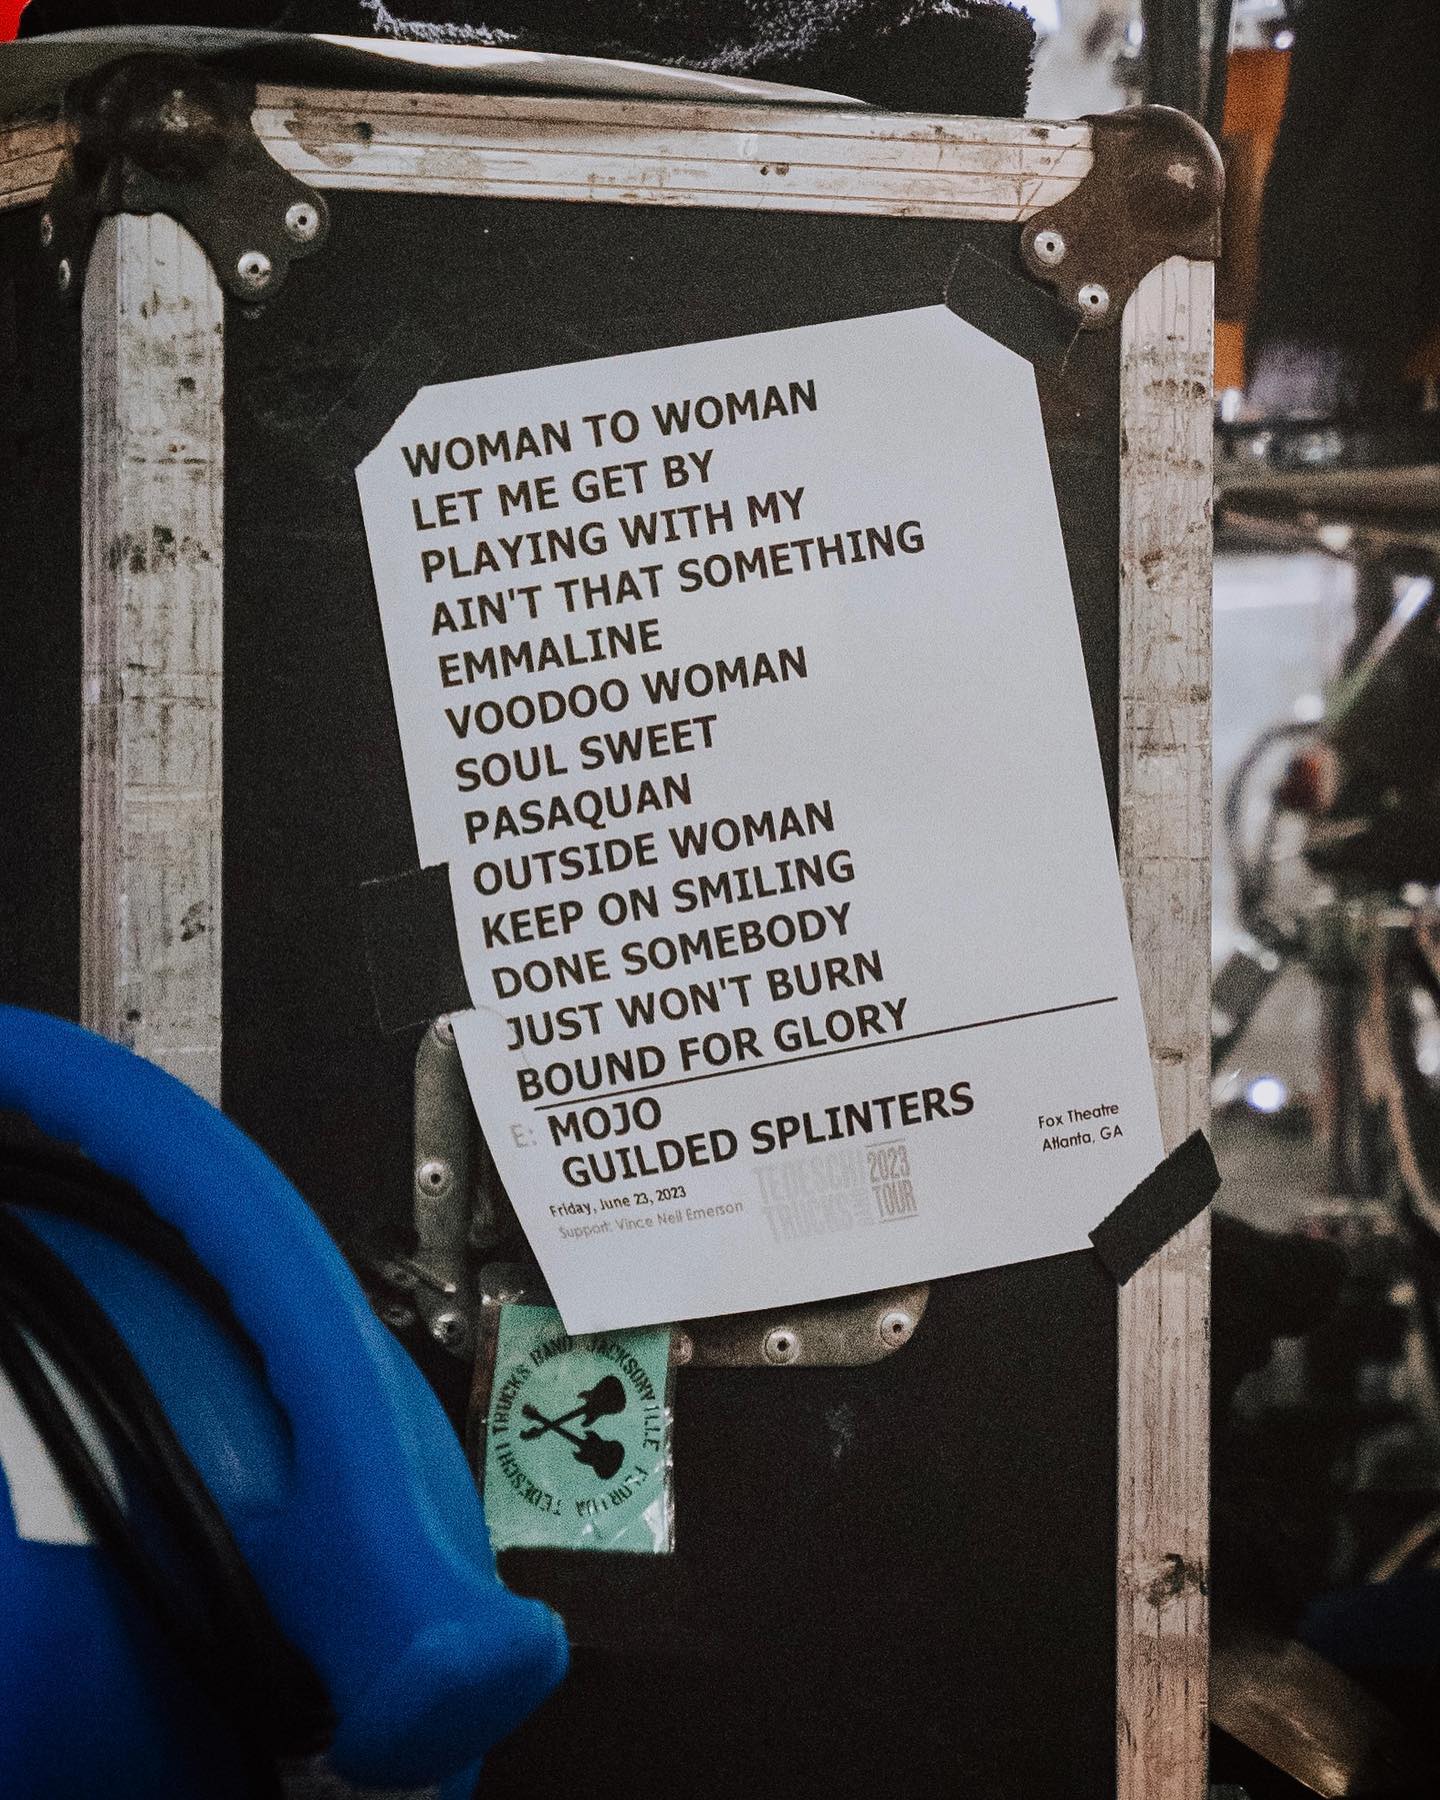 WOMAN TO WOMAN
LET ME GET BY
PLAYING WITH MY
AIN'T THAT SOMETHING
EMMALINE
VOODOO WOMAN
SOUL SWEET
PASAQUAN
OUTSIDE WOMAN
KEEP ON SMILING
DONE SOMEBODY
JUST WON'T BURN
BOUND FOR GLORY
E: MOJO
GUILDED SPLINTERS
Fox Theatre
Atlanta, GA
Friday, June 23, 2023
Support: Vince Neil Emerson
TEDESCHI
TRUCKS BAND
2023
TOUR
TEDESCHI TRUCKS BAND JACKSONVILLE FLORIDA